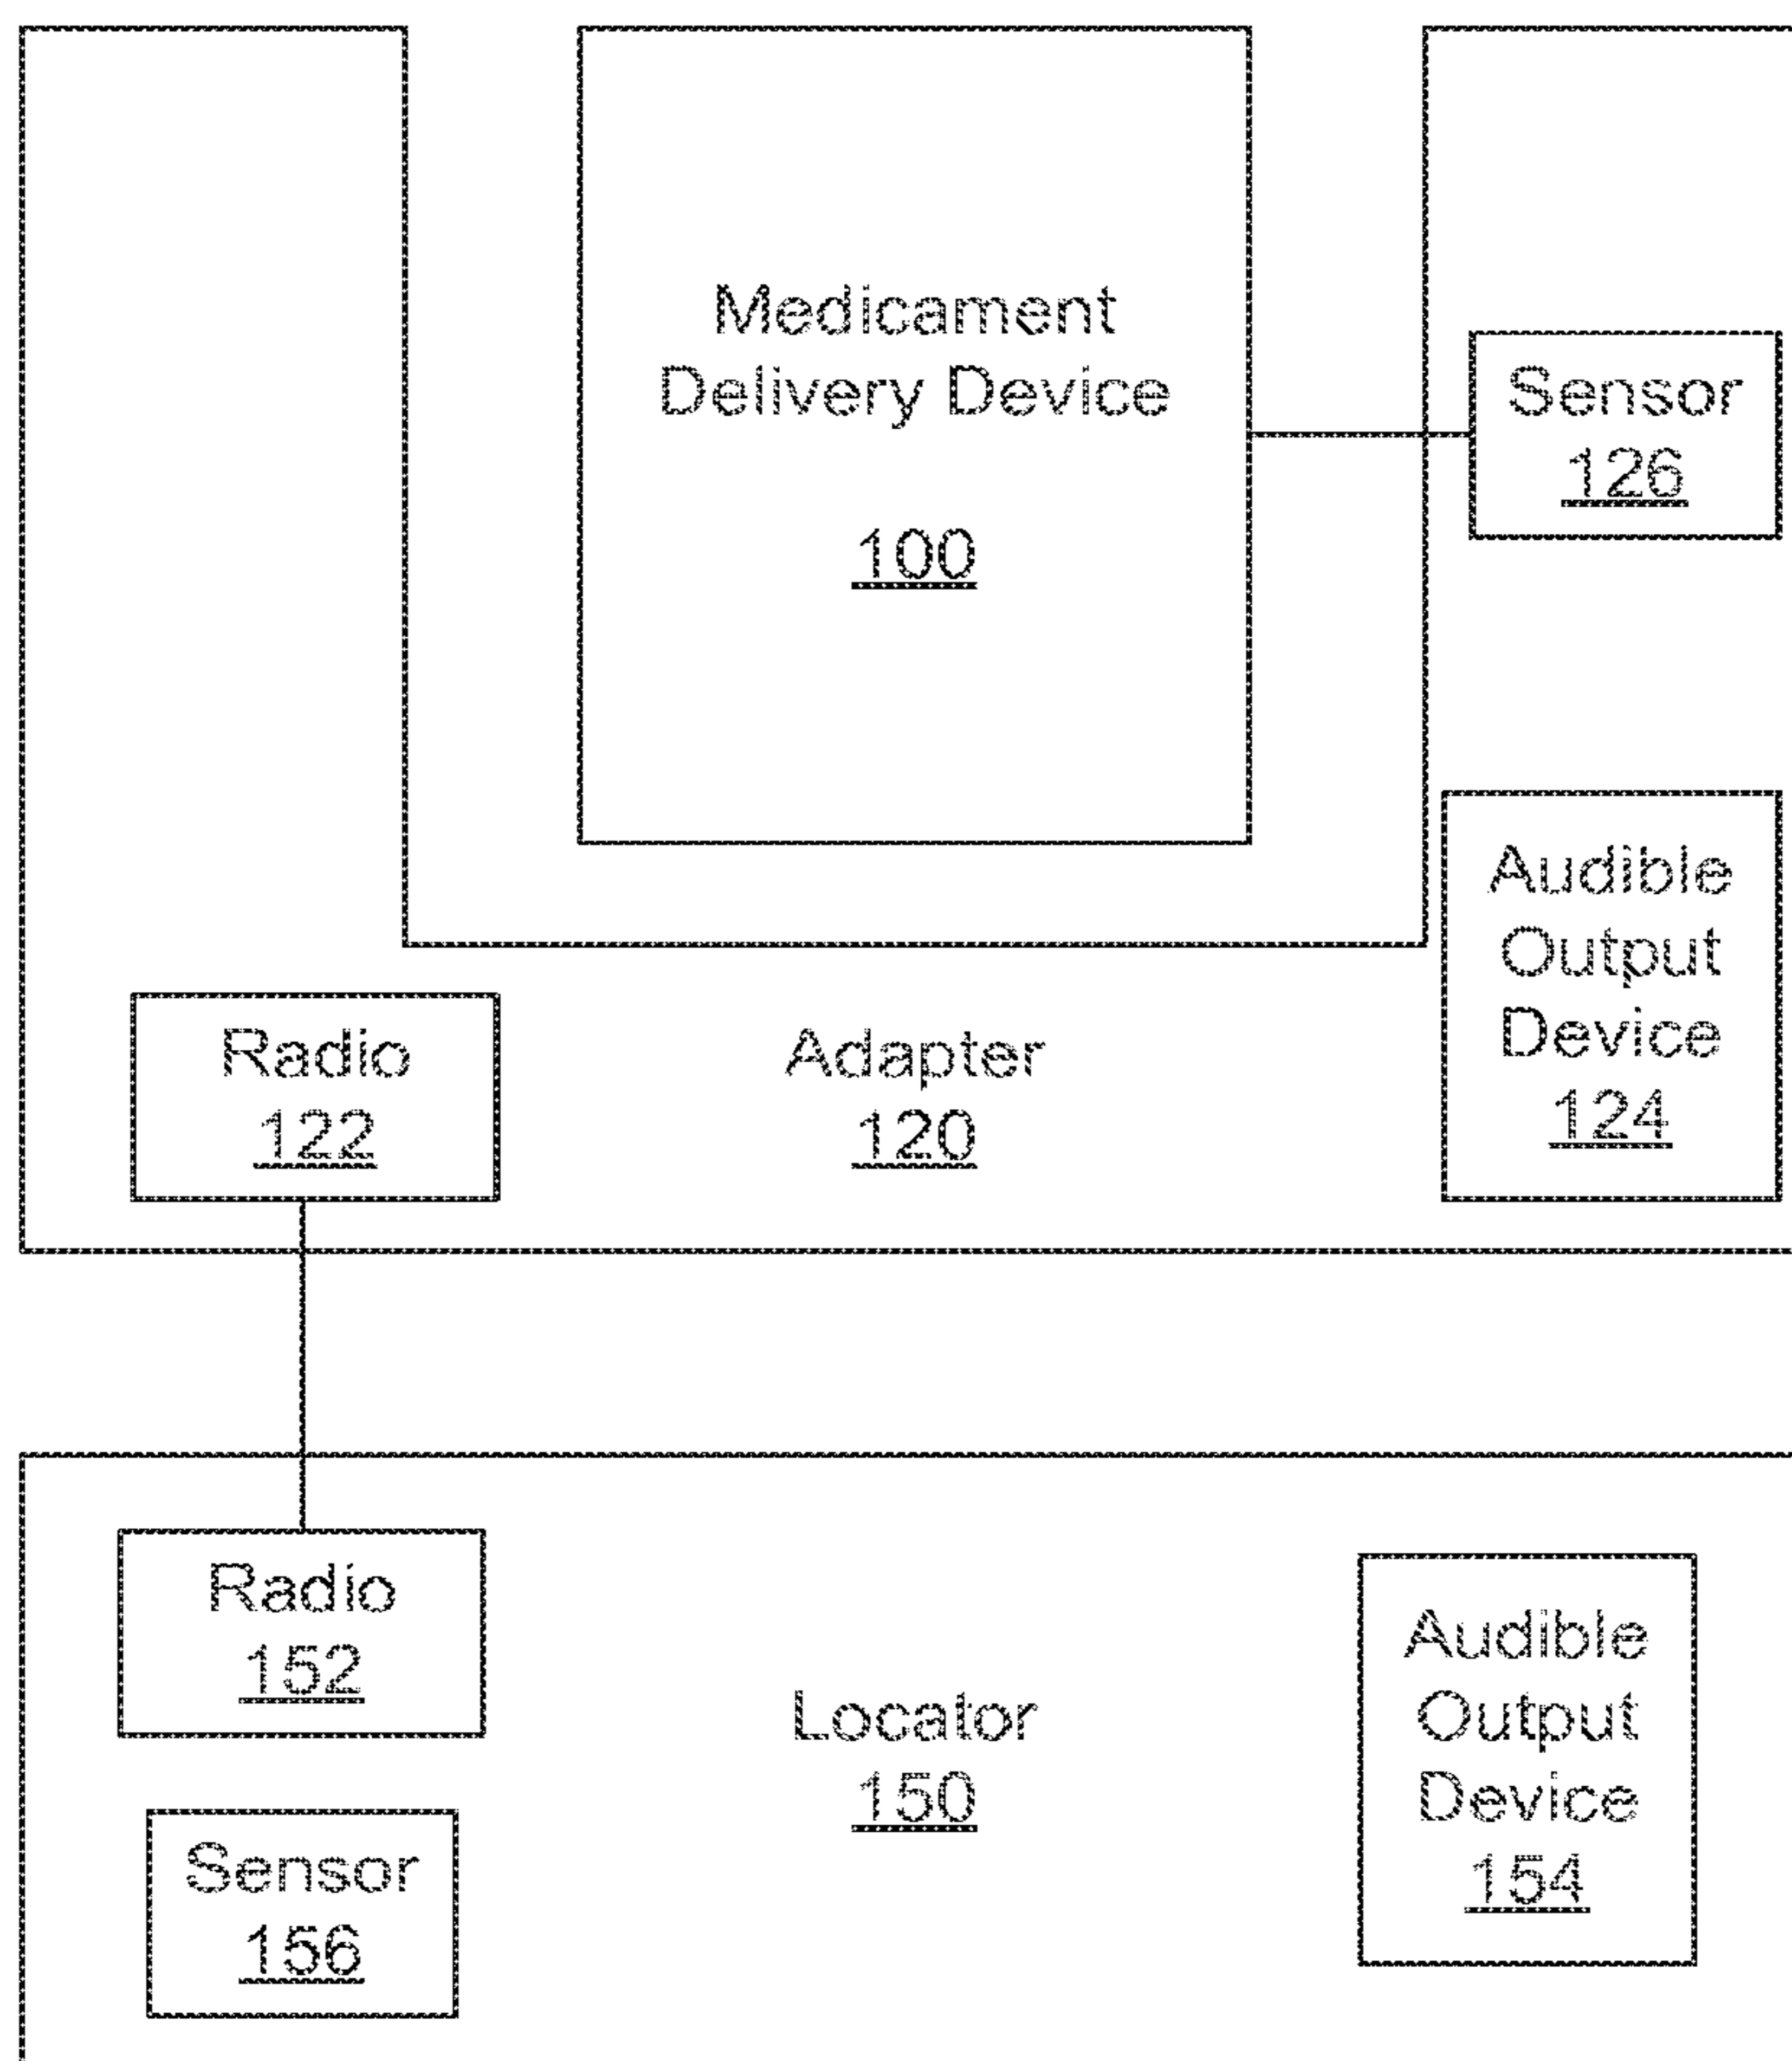 Medicament
Delivery Device
100
Sensor
126
Audible
Output
Device
124
Radio
122
Adapter
120
Radio
152
Locator
150
Audible
Output
Device
154
Sensor
156